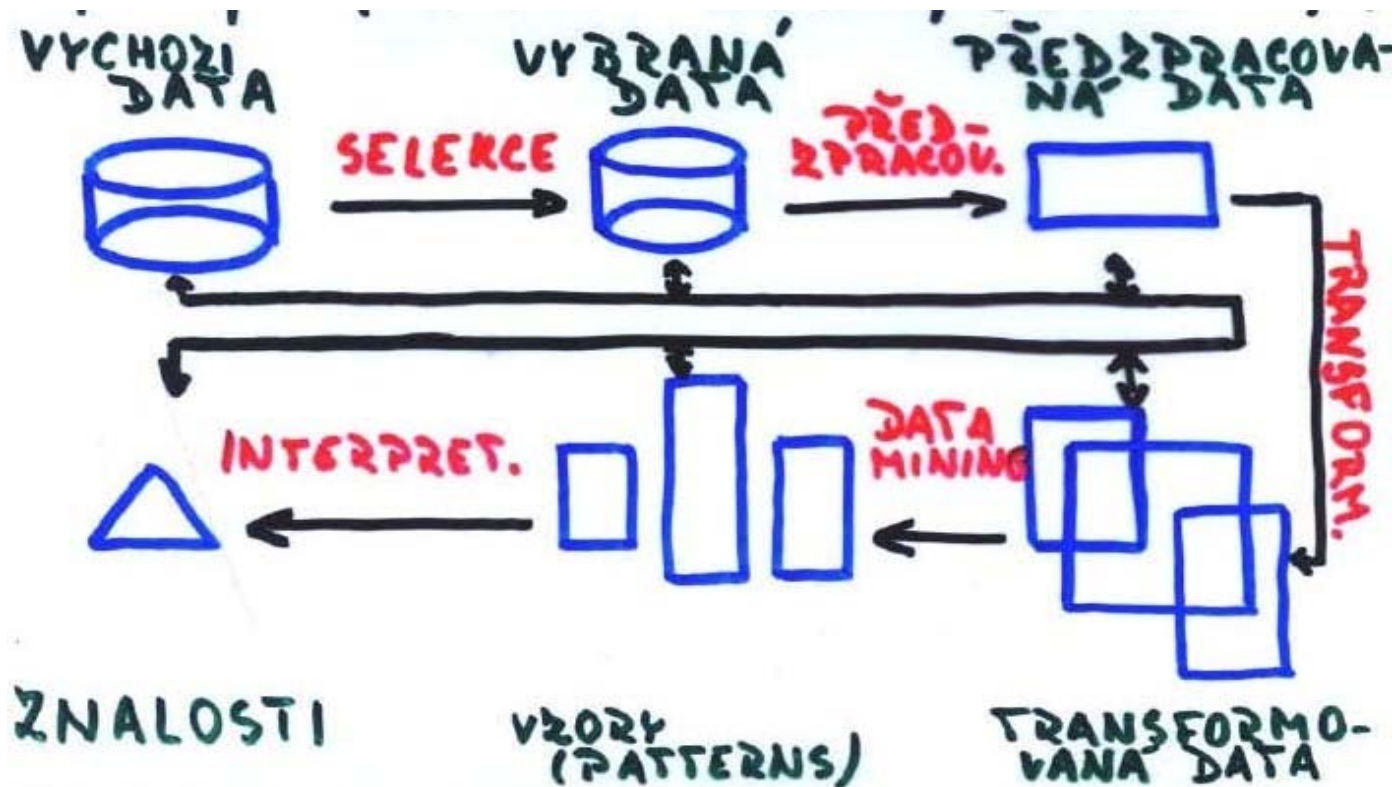 VYCHOZÍ
DATA
VYBRANÁ
DATA
PŘEDZPRACOVA-
NÁ DATA
SELEKCE
PŘED-
ZPRACOV.
TRANSFORM.
INTERPRET.
DATA
MINING
ZNALOSTI
VZORY
(PATTERNS)
TRANSFORMO-
VANÁ DATA